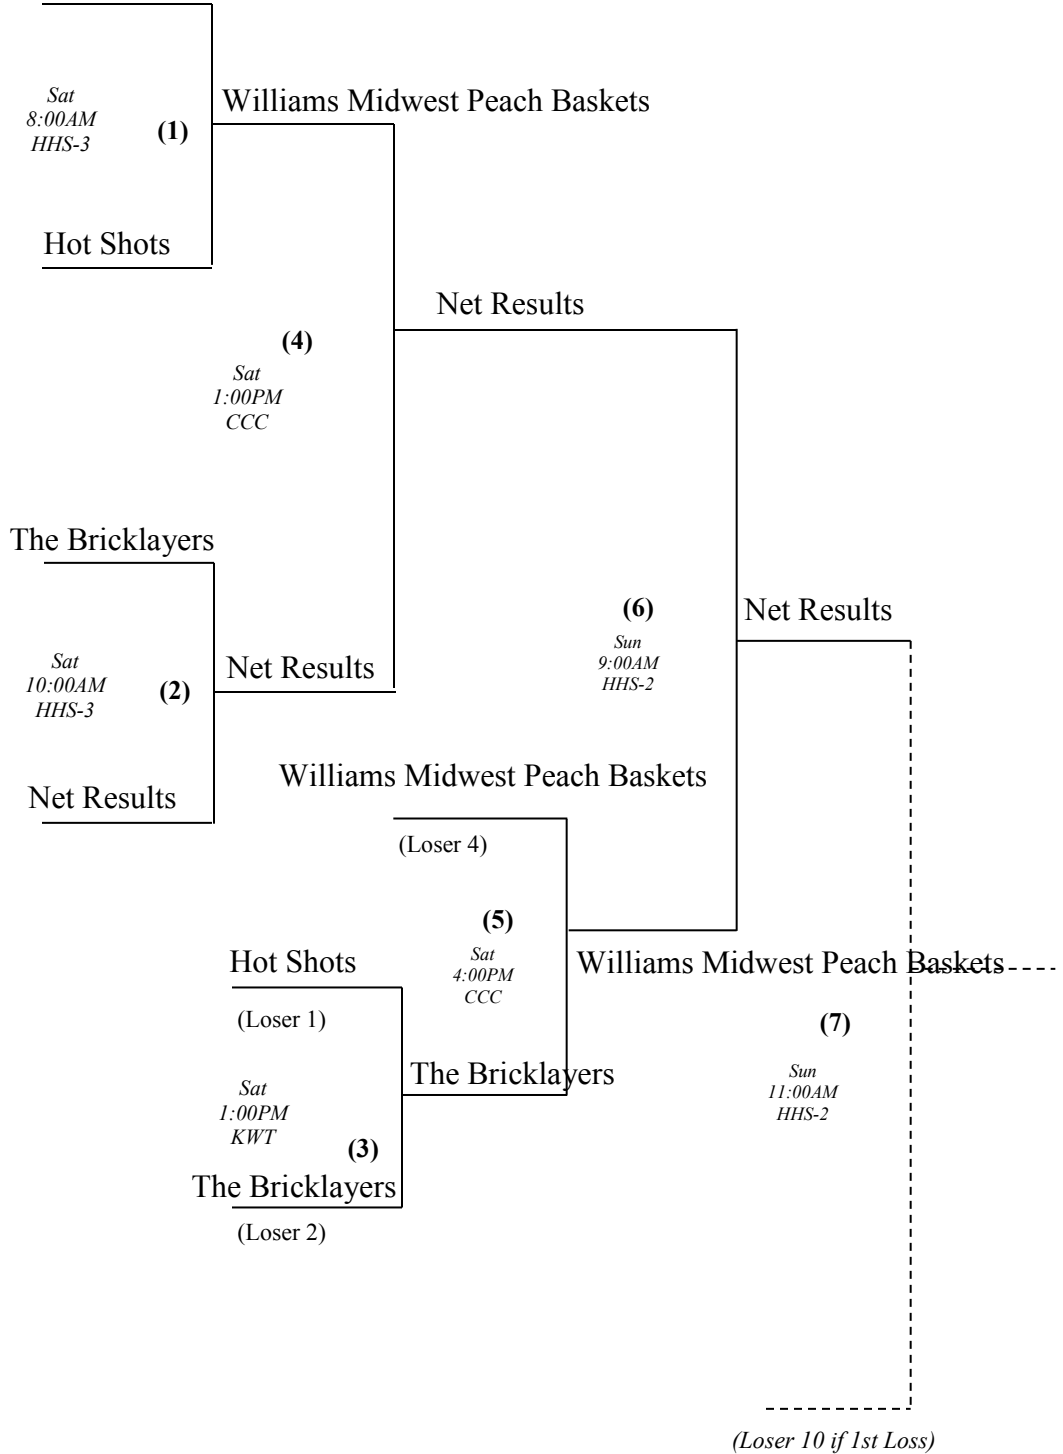 Williams Midwest Peach Baskets
Sat
8:00AM
HHS-3
(1)
Hot Shots
Net Results
(4)
Sat
1:00PM
CCC
The Bricklayers
(6)
Net Results
Sun
9:00AM
HHS-2
Sat
10:00AM
HHS-3
(2)
Net Results
Williams Midwest Peach Baskets
Net Results
(Loser 4)
(5)
Sat
4:00PM
CCC
Hot Shots
Williams Midwest Peach Baskets
(Loser 1)
(7)
Sun
11:00AM
HHS-2
The Bricklayers
Sat
1:00PM
KWT
(3)
The Bricklayers
(Loser 2)
(Loser 10 if 1st Loss)